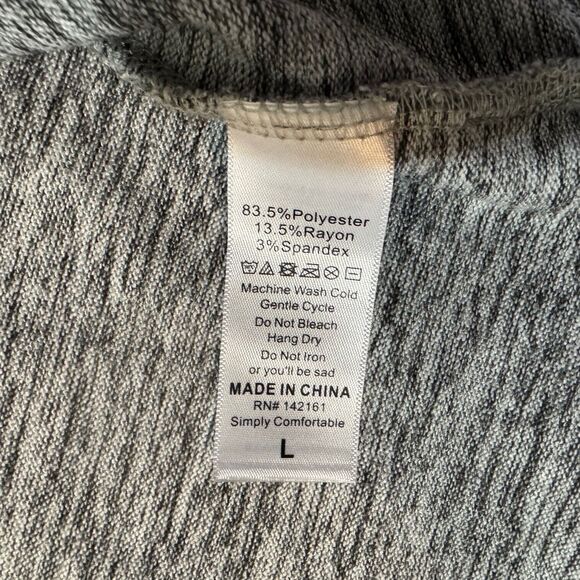 83.5%Polyester
13.5%Rayon
3%Spandex
Machine Wash Cold
Gentle Cycle
Do Not Bleach
Hang Dry
Do Not Iron
or you'll be sad
MADE IN CHINA
RN# 142161
Simply Comfortable
L